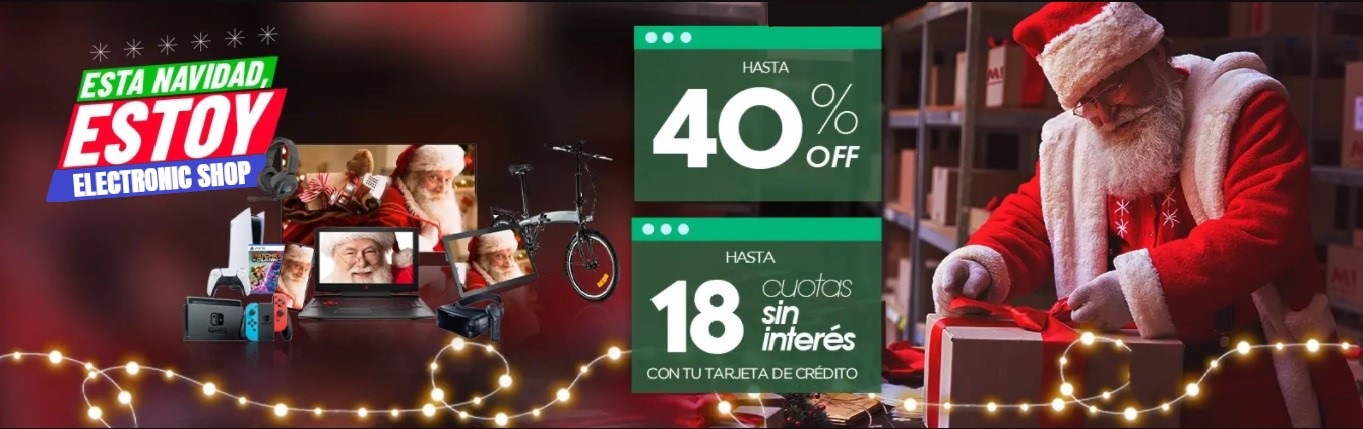 ESTA NAVIDAD,
ESTOY
ELECTRONIC SHOP
HASTA
40% OFF
HASTA
18 cuotas sin interés
CON TU TARJETA DE CRÉDITO